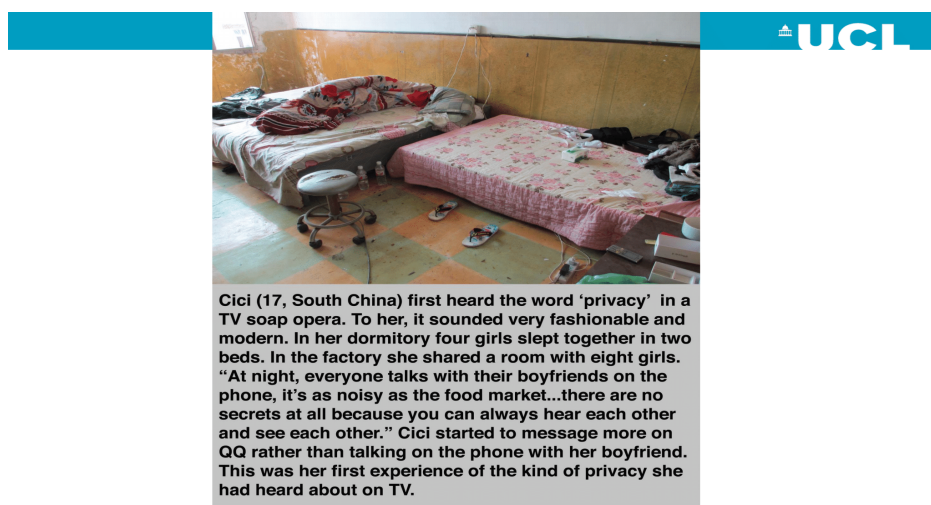 UCL
Cici (17, South China) first heard the word ‘privacy’ in a
TV soap opera. To her, it sounded very fashionable and
modern. In her dormitory four girls slept together in two
beds. In the factory she shared a room with eight girls.
“At night, everyone talks with their boyfriends on the
phone, it’s as noisy as the food market...there are no
secrets at all because you can always hear each other
and see each other.” Cici started to message more on
QQ rather than talking on the phone with her boyfriend.
This was her first experience of the kind of privacy she
had heard about on TV.